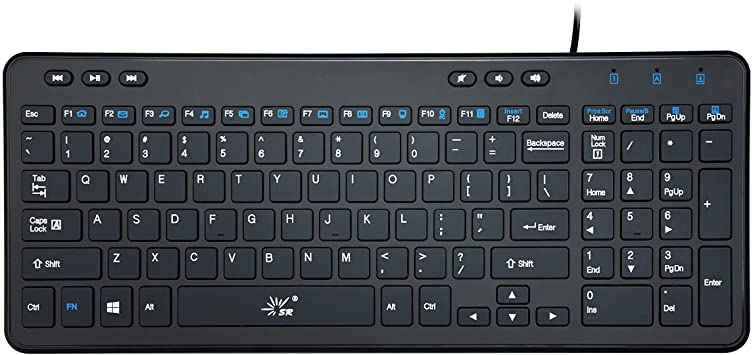 1 A
Esc F1 F2 F3 F4 F5 F6 F7 F8 F9 F10 F11 Insert F12 Delete Print Scr Home Pause/B End PgUp PgDn
~ ` ! 1 @ 2 # 3 $ 4 % 5 ^ 6 & 7 * 8 ( 9 ) 0 _ - + = Backspace Num Lock 1 / * -
Tab Q W E R T Y U I O P { [ } ] | \ 7 Home 8 9 PgUp +
Caps Lock A A S D F G H J K L : ; " ' Enter 4 5 6
Shift Z X C V B N M < , > . ? / Shift 1 End 2 3 PgDn Enter
Ctrl FN Alt SR ® Alt Ctrl 0 Ins . Del